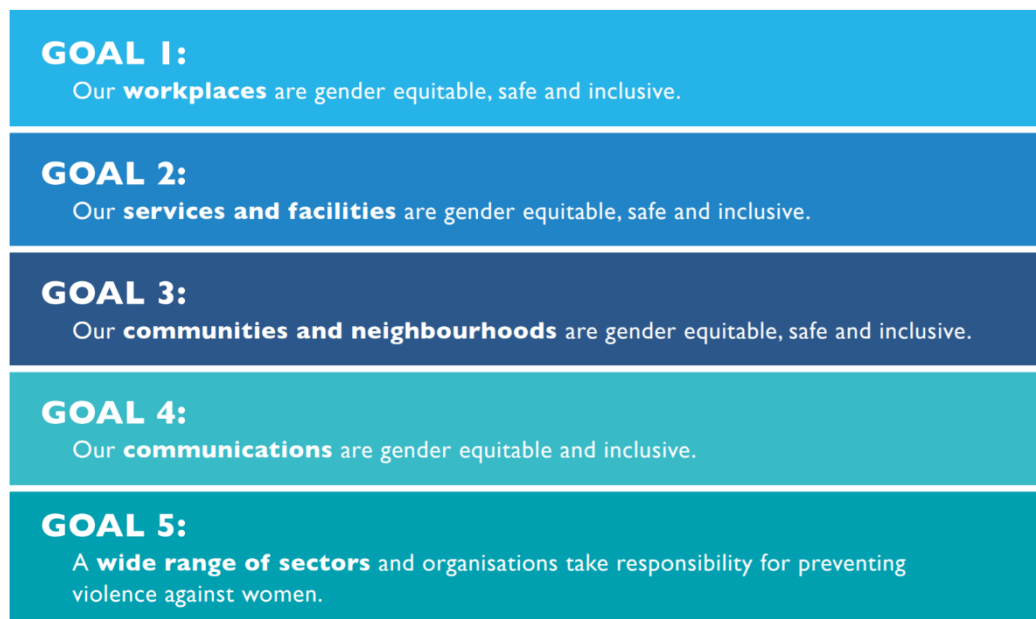 GOAL 1:
Our workplaces are gender equitable, safe and inclusive.
GOAL 2:
Our services and facilities are gender equitable, safe and inclusive.
GOAL 3:
Our communities and neighbourhoods are gender equitable, safe and inclusive.
GOAL 4:
Our communications are gender equitable and inclusive.
GOAL 5:
A wide range of sectors and organisations take responsibility for preventing
violence against women.